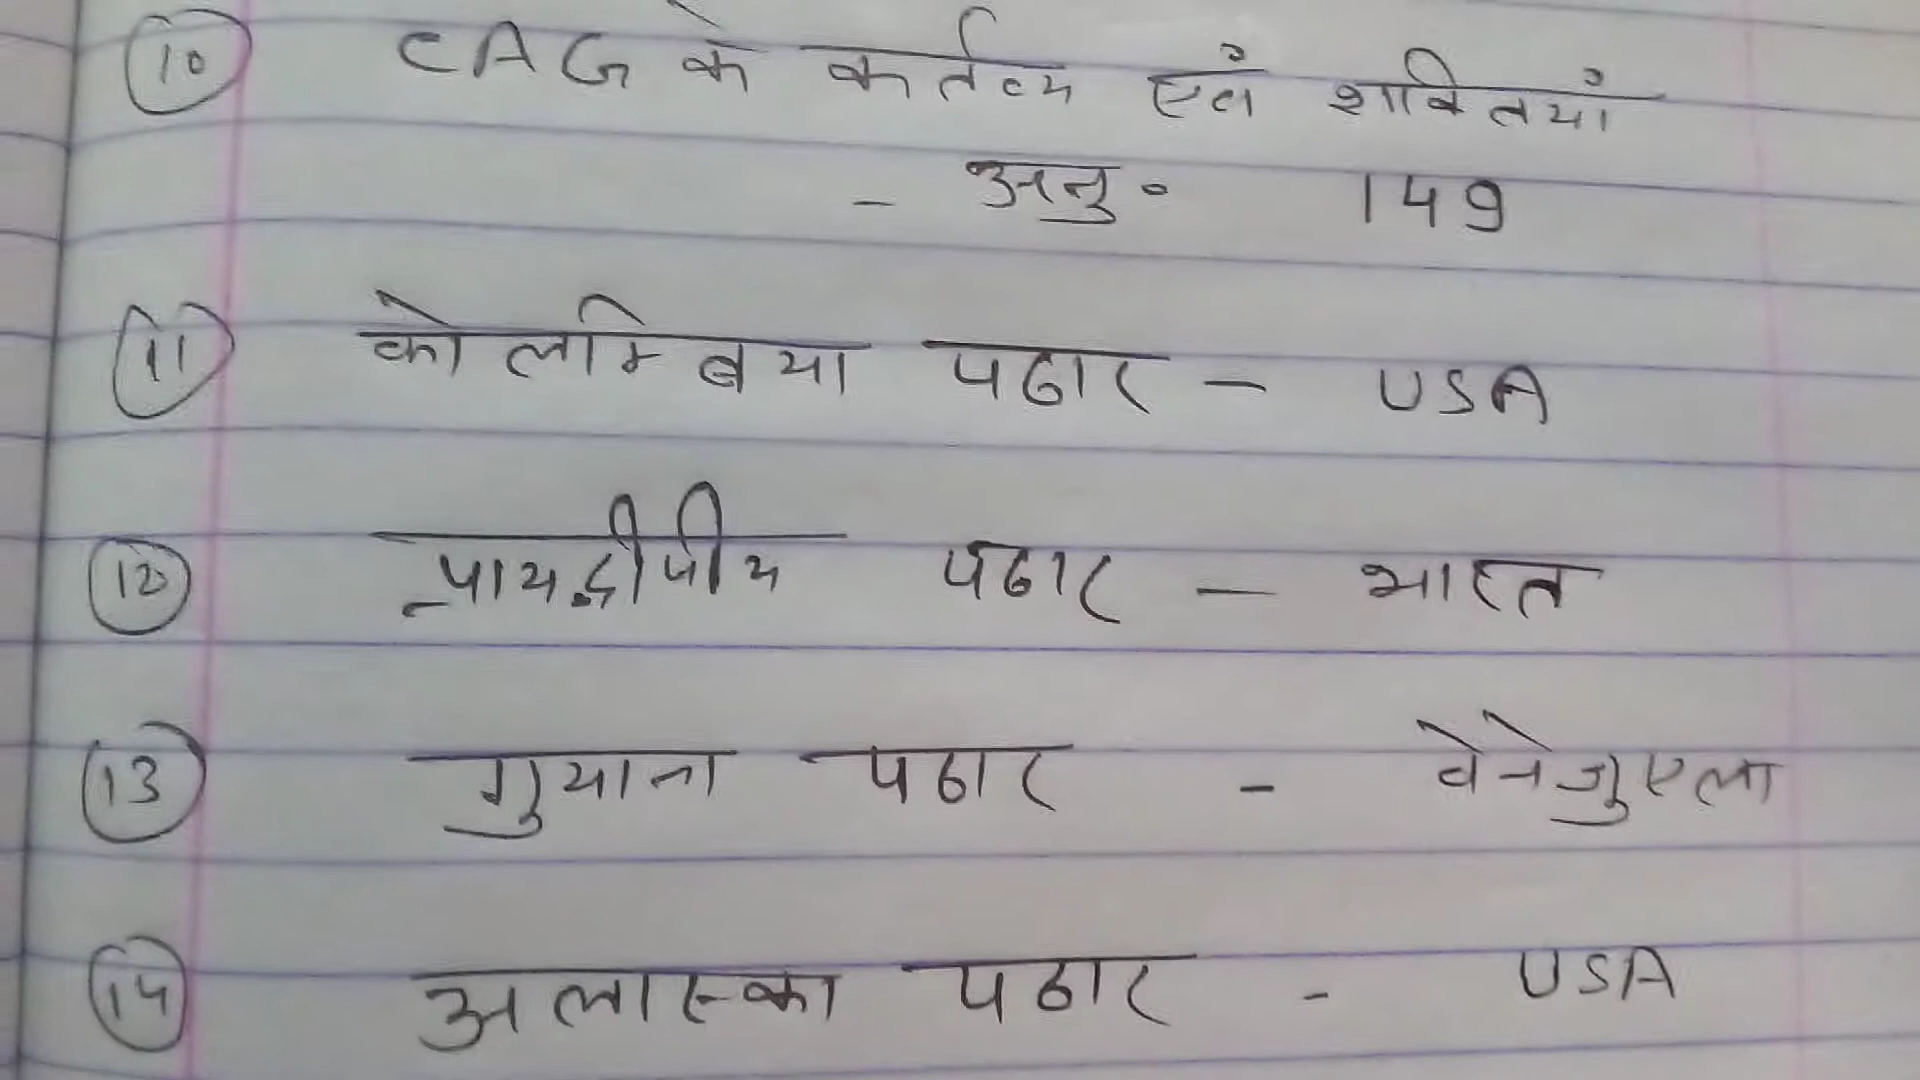 10 CAG के कर्तव्य एवं शक्तियां
- अनु० 149
11 कोलम्बिया पठार - USA
12 प्रायद्वीपीय पठार - भारत
13 गुयाना पठार - वेनेजुएला
14 अलास्का पठार - USA